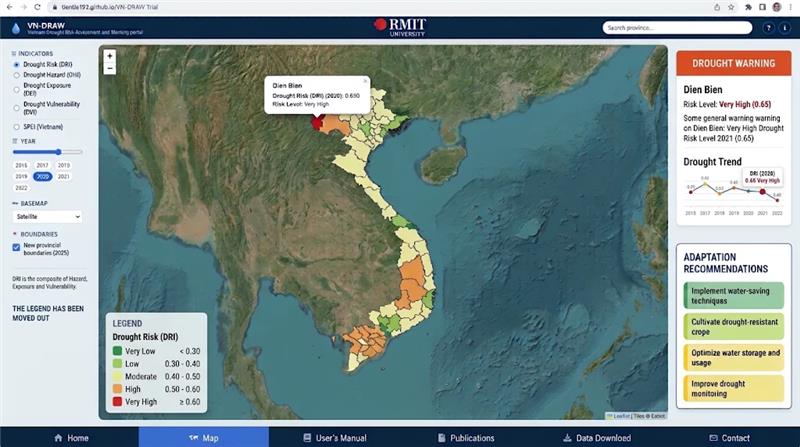 tientle192.github.io/VN-DRAW Trial
VN-DRAW
Vietnam Drought Risk Assessment and Warning portal
RMIT
UNIVERSITY
Search province...
?
INDICATORS
Drought Risk (DRI)
Drought Hazard (DHI)
Drought Exposure
(DEI)
Drought Vulnerability
(DVI)
SPEI (Vietnam)
YEAR
2016 2017 2018
2019 2020 2021
2022
BASEMAP
Satellite
BOUNDARIES
New provincial
boundaries (2025)
DRI is the composite of Hazard,
Exposure and Vulnerability.
THE LEGEND HAS BEEN
MOVED OUT
+
−
Dien Bien
Drought Risk (DRI) (2020): 0.650
Risk Level: Very High
LEGEND
Drought Risk (DRI)
Very Low < 0.30
Low 0.30 - 0.40
Moderate 0.40 - 0.50
High 0.50 - 0.60
Very High ≥ 0.60
Leaflet | Tiles © Esri
DROUGHT WARNING
Dien Bien
Risk Level: Very High (0.65)
Some general warning warning
on Dien Bien: Very High Drought
Risk Level 2021 (0.65)
Drought Trend
DRI (2020)
0.65 Very High
2017 2018 2019 2020 2021 2022
ADAPTATION
RECOMMENDATIONS
Implement water-saving
techniques
Cultivate drought-resistant
crope
Optimize water storage and
usage
Improve drought
monitoring
Home
Map
User's Manual
Publications
Data Downloed
Contact